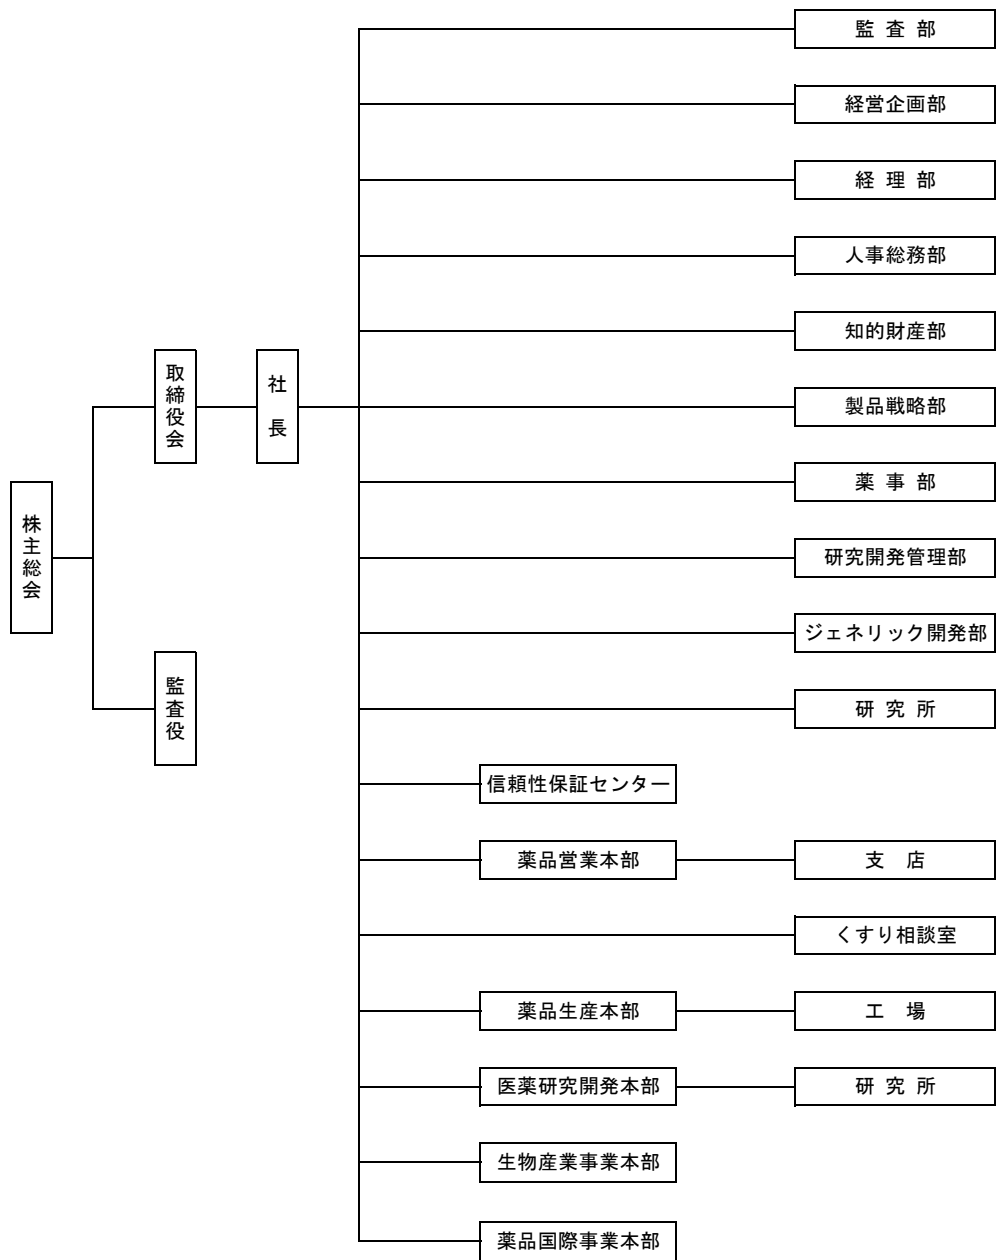 監査部
経営企画部
経理部
人事総務部
知的財産部
取締役会
社長
製品戦略部
薬事部
株主総会
研究開発管理部
ジェネリック開発部
監査役
研究所
信頼性保証センター
薬品営業本部
支店
くすり相談室
薬品生産本部
工場
医薬研究開発本部
研究所
生物産業事業本部
薬品国際事業本部